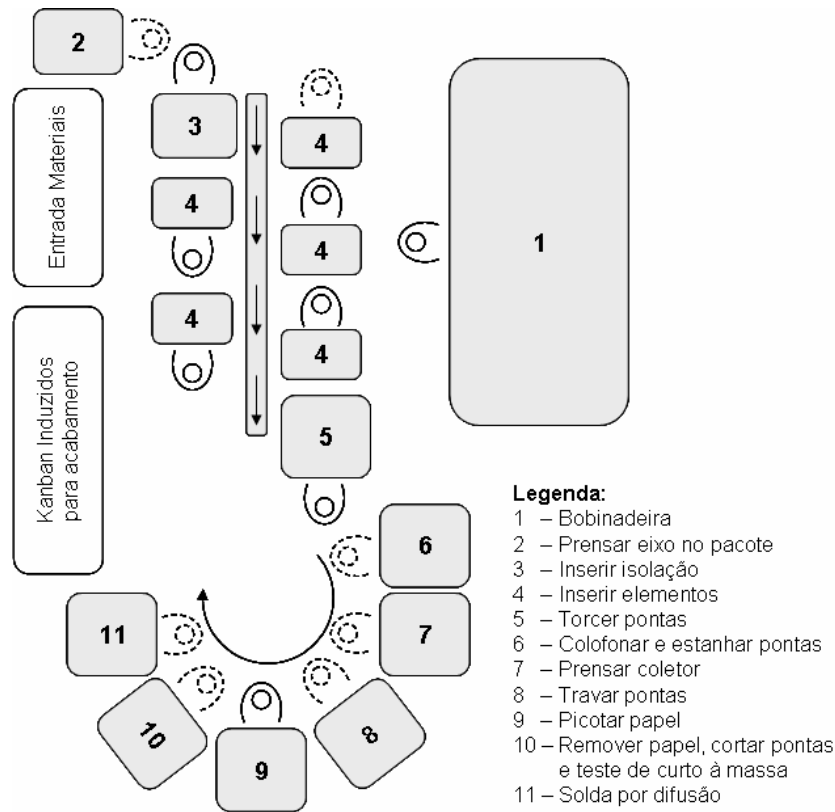 2
3
4
4
4
4
4
5
1
Entrada Materiais
Kanban Induzidos
para acabamento
6
7
8
9
10
11
Legenda:
1 – Bobinadeira
2 – Prensar eixo no pacote
3 – Inserir isolação
4 – Inserir elementos
5 – Torcer pontas
6 – Colofonar e estanhar pontas
7 – Prensar coletor
8 – Travar pontas
9 – Picotar papel
10 – Remover papel, cortar pontas
e teste de curto à massa
11 – Solda por difusão